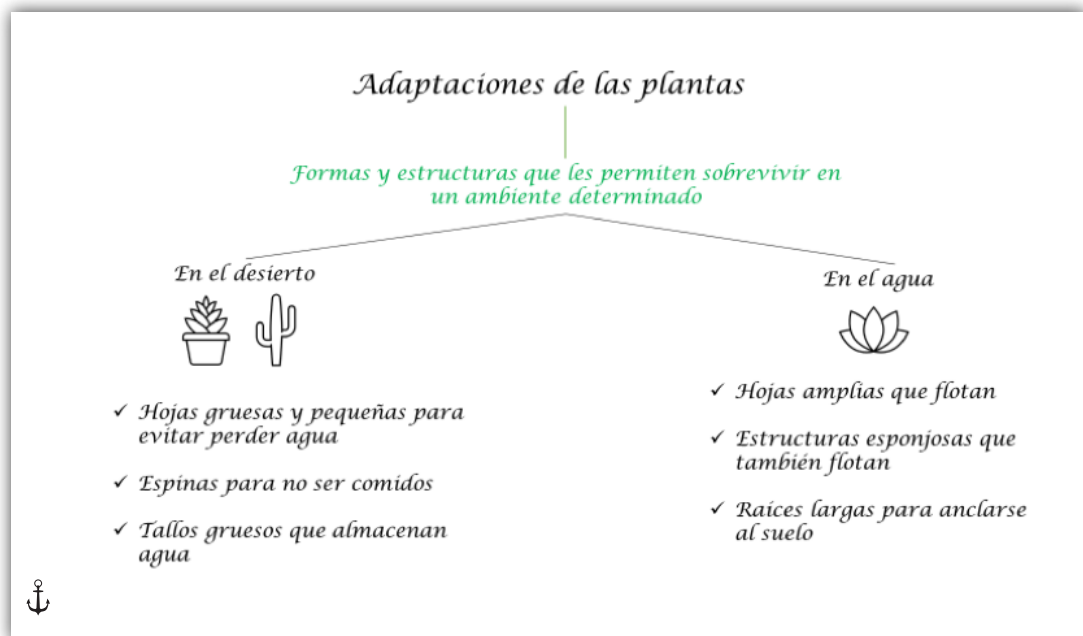 Adaptaciones de las plantas
Formas y estructuras que les permiten sobrevivir en
un ambiente determinado
En el desierto
✓ Hojas gruesas y pequeñas para
evitar perder agua
✓ Espinas para no ser comidos
✓ Tallos gruesos que almacenan
agua
En el agua
✓ Hojas amplias que flotan
✓ Estructuras esponjosas que
también flotan
✓ Raíces largas para anclarse
al suelo